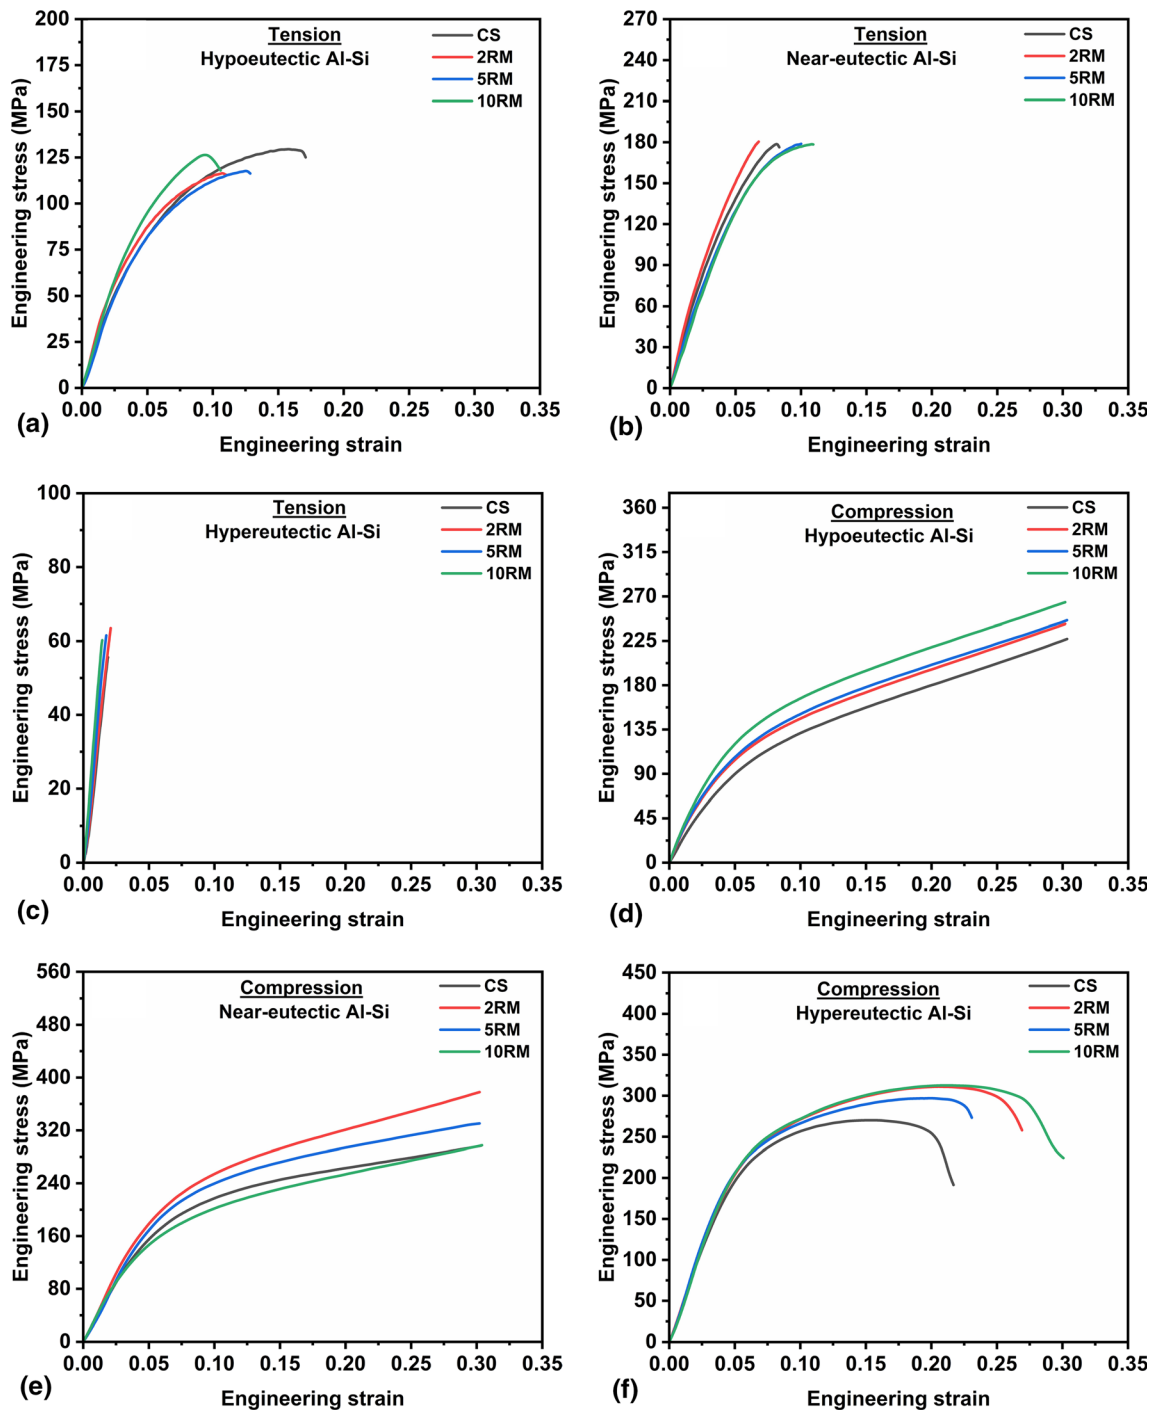 Tension
Hypoeutectic Al-Si
CS
2RM
5RM
10RM
Engineering stress (MPa)
200
175
150
125
100
75
50
25
0
0.00 0.05 0.10 0.15 0.20 0.25 0.30 0.35
Engineering strain
(a)
Tension
Near-eutectic Al-Si
CS
2RM
5RM
10RM
Engineering stress (MPa)
270
240
210
180
150
120
90
60
30
0
0.00 0.05 0.10 0.15 0.20 0.25 0.30 0.35
Engineering strain
(b)
Tension
Hypereutectic Al-Si
CS
2RM
5RM
10RM
Engineering stress (MPa)
100
80
60
40
20
0
0.00 0.05 0.10 0.15 0.20 0.25 0.30 0.35
Engineering strain
(c)
Compression
Hypoeutectic Al-Si
CS
2RM
5RM
10RM
Engineering stress (MPa)
360
315
270
225
180
135
90
45
0
0.00 0.05 0.10 0.15 0.20 0.25 0.30 0.35
Engineering strain
(d)
Compression
Near-eutectic Al-Si
CS
2RM
5RM
10RM
Engineering stress (MPa)
560
480
400
320
240
160
80
0
0.00 0.05 0.10 0.15 0.20 0.25 0.30 0.35
Engineering strain
(e)
Compression
Hypereutectic Al-Si
CS
2RM
5RM
10RM
Engineering stress (MPa)
450
400
350
300
250
200
150
100
50
0
0.00 0.05 0.10 0.15 0.20 0.25 0.30 0.35
Engineering strain
(f)